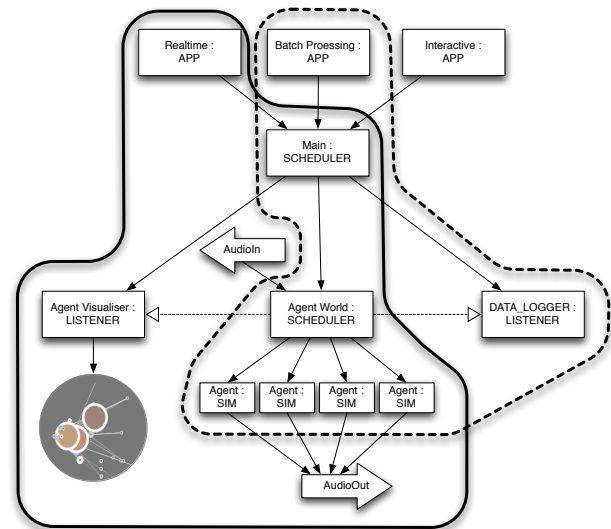 Realtime :
APP
Batch Prcessing :
APP
Interactive :
APP
Main :
SCHEDULER
AudioIn
Agent Visualiser :
LISTENER
Agent World :
SCHEDULER
DATA_LOGGER :
LISTENER
Agent :
SIM
Agent :
SIM
Agent :
SIM
Agent :
SIM
AudioOut